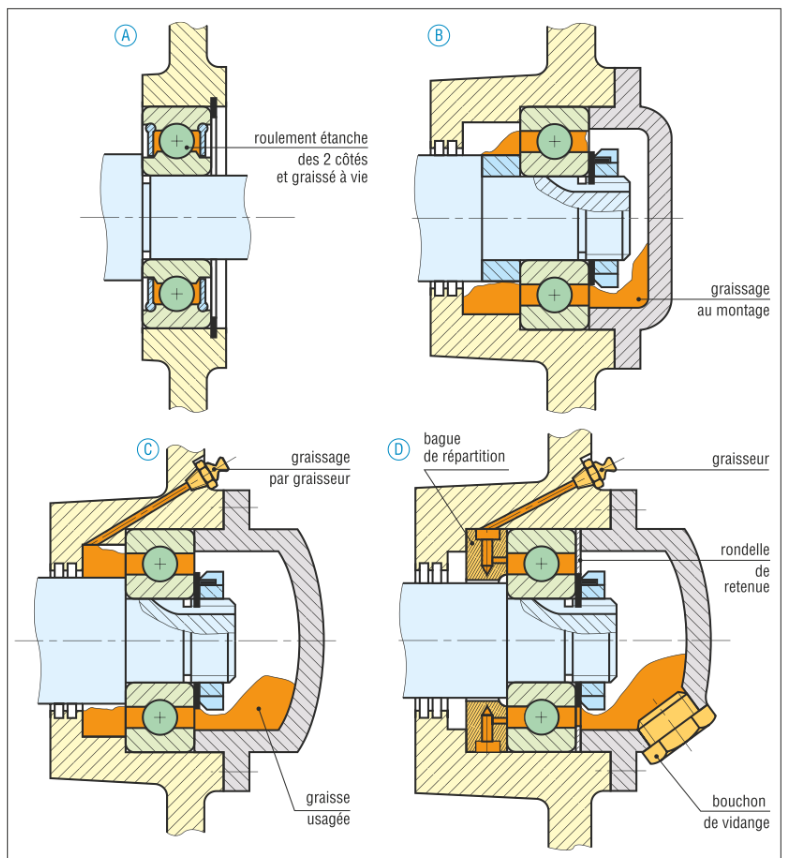 A
roulement étanche
des 2 côtés
et graissé à vie
B
graissage
au montage
C
graissage
par graisseur
graisse
usagée
D
bague
de répartition
graisseur
rondelle
de
retenue
bouchon
de vidange